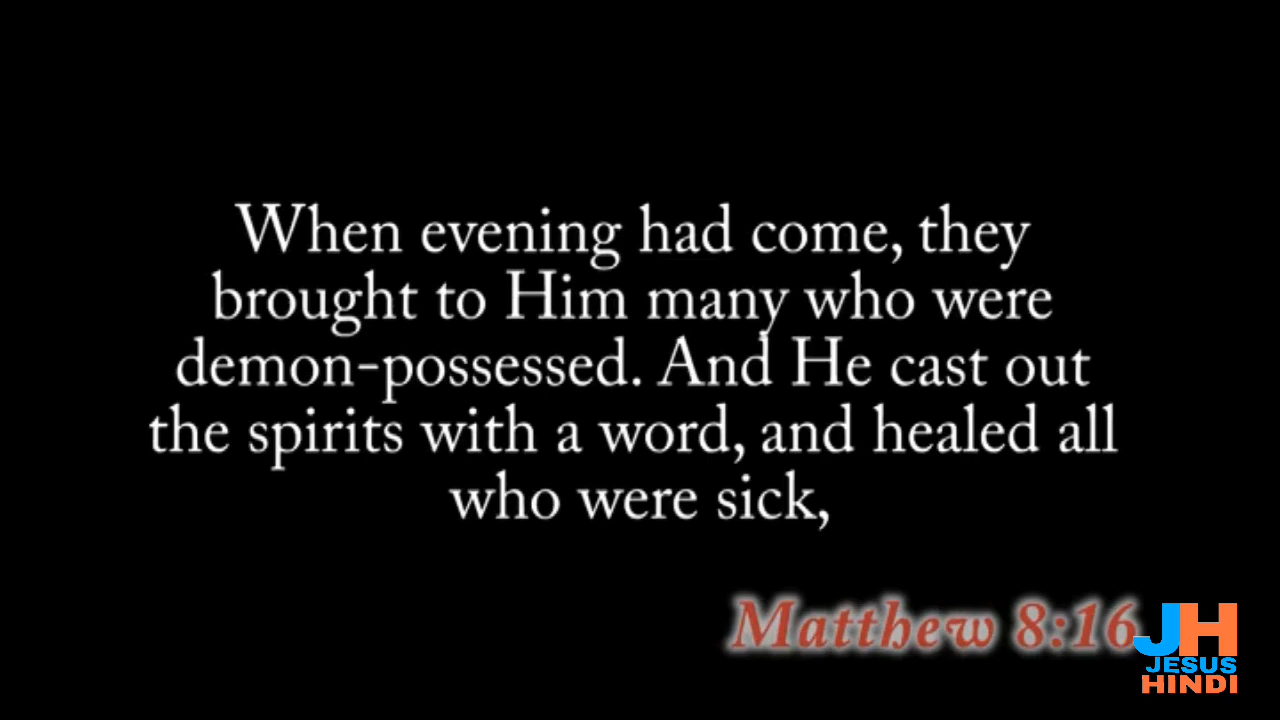 When evening had come, they
brought to Him many who were
demon-possessed. And He cast out
the spirits with a word, and healed all
who were sick,
Matthew 8:16
JH
JESUS
HINDI